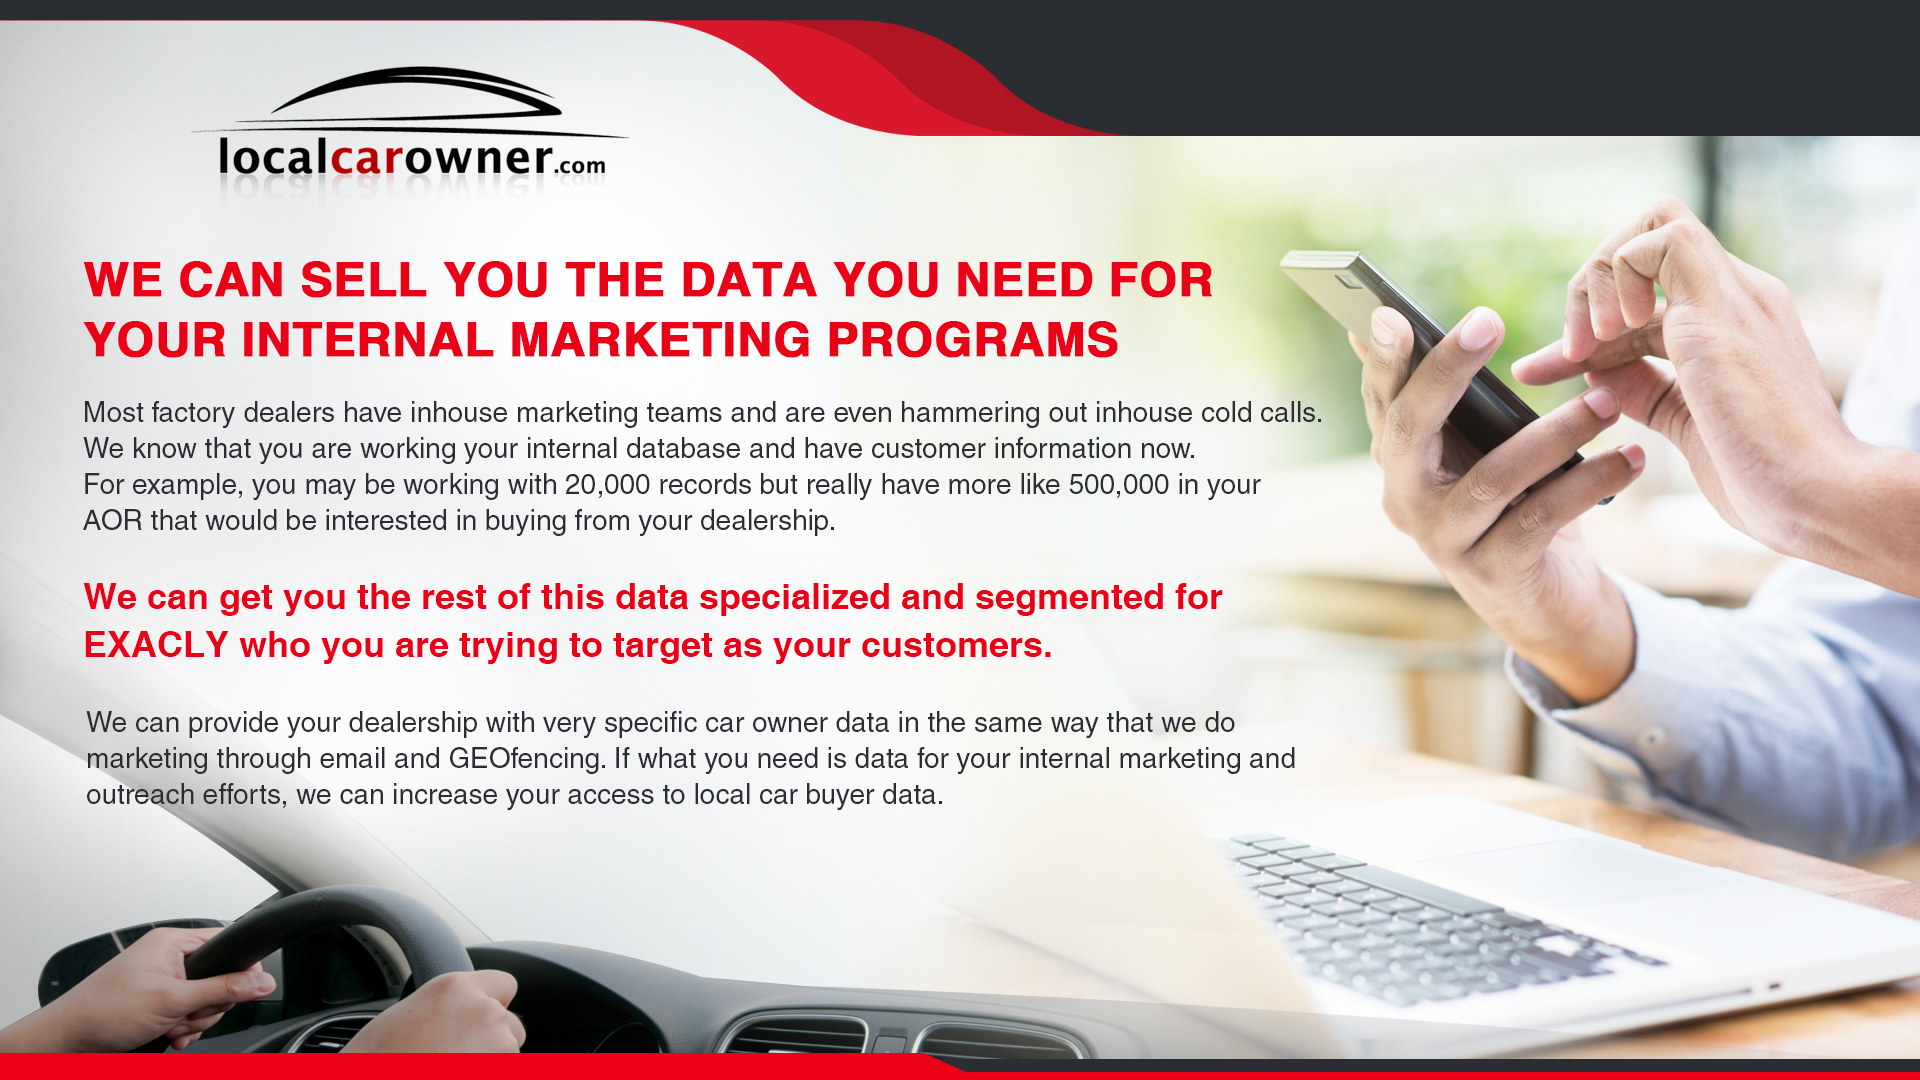 localcarowner.com
WE CAN SELL YOU THE DATA YOU NEED FOR
YOUR INTERNAL MARKETING PROGRAMS
Most factory dealers have inhouse marketing teams and are even hammering out inhouse cold calls.
We know that you are working your internal database and have customer information now.
For example, you may be working with 20,000 records but really have more like 500,000 in your
AOR that would be interested in buying from your dealership.
We can get you the rest of this data specialized and segmented for
EXACLY who you are trying to target as your customers.
We can provide your dealership with very specific car owner data in the same way that we do
marketing through email and GEOfencing. If what you need is data for your internal marketing and
outreach efforts, we can increase your access to local car buyer data.